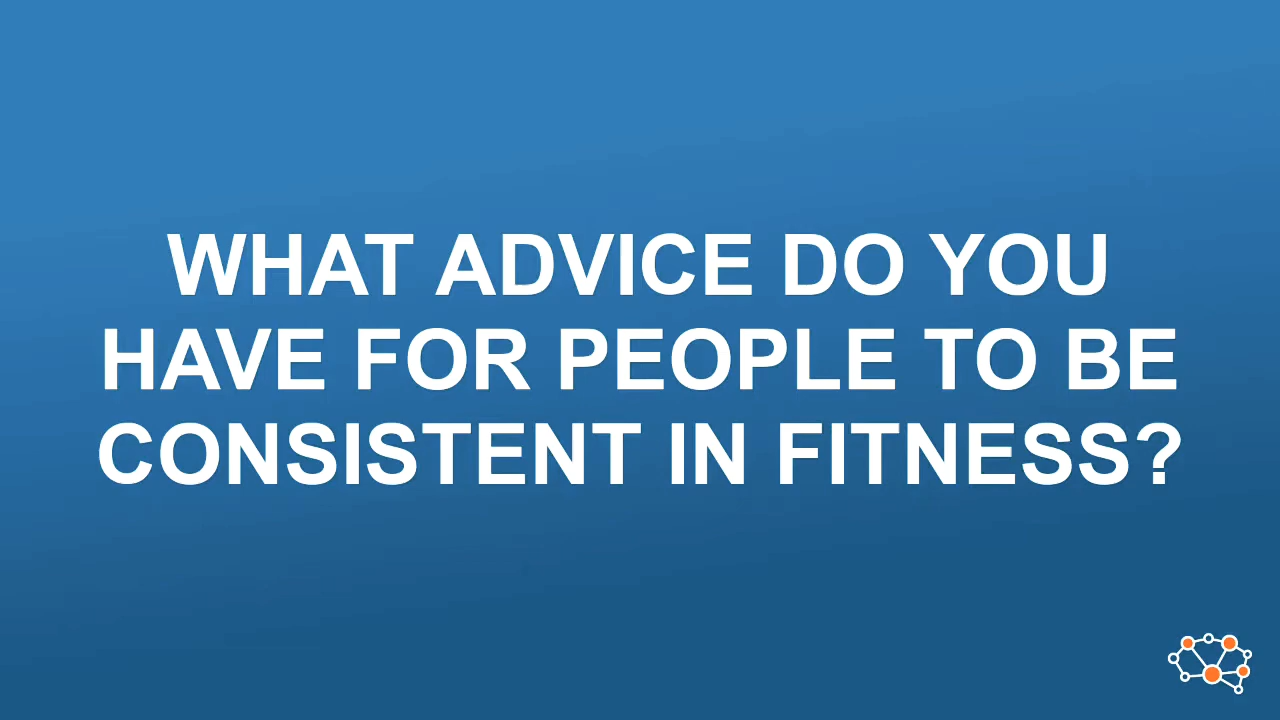 WHAT ADVICE DO YOU
HAVE FOR PEOPLE TO BE
CONSISTENT IN FITNESS?